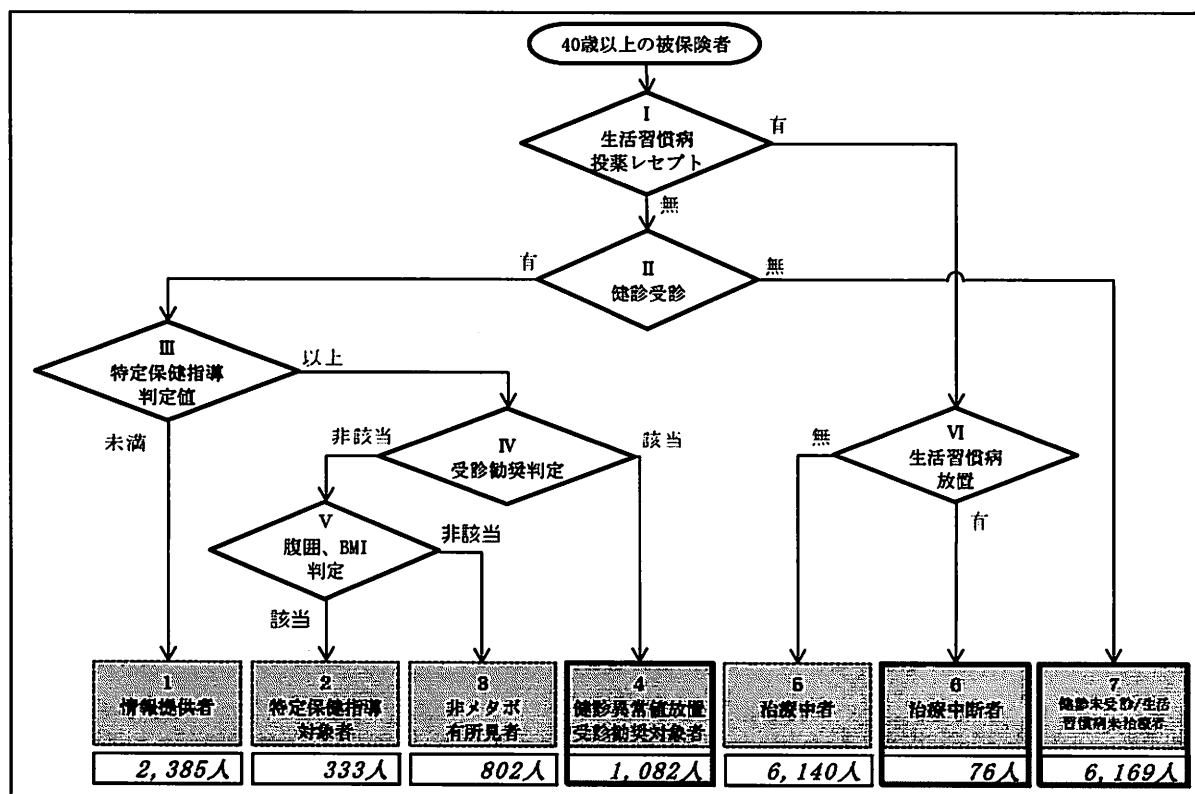 40歳以上の被保険者
I
生活習慣病
投薬レセプト
有
無
II
健診受診
有
無
III
特定保健指導
判定値
以上
未満
IV
受診勧奨判定
非該当
該当
VI
生活習慣病
放置
無
有
V
腹囲、BMI
判定
非該当
該当
1
情報提供者
2,385人
2
特定保健指導
対象者
333人
3
非メタボ
有所見者
802人
4
健診異常値放置
受診勧奨対象者
1,082人
5
治療中者
6,140人
6
治療中断者
76人
7
健診未受診/生活
習慣病未治療者
6,169人